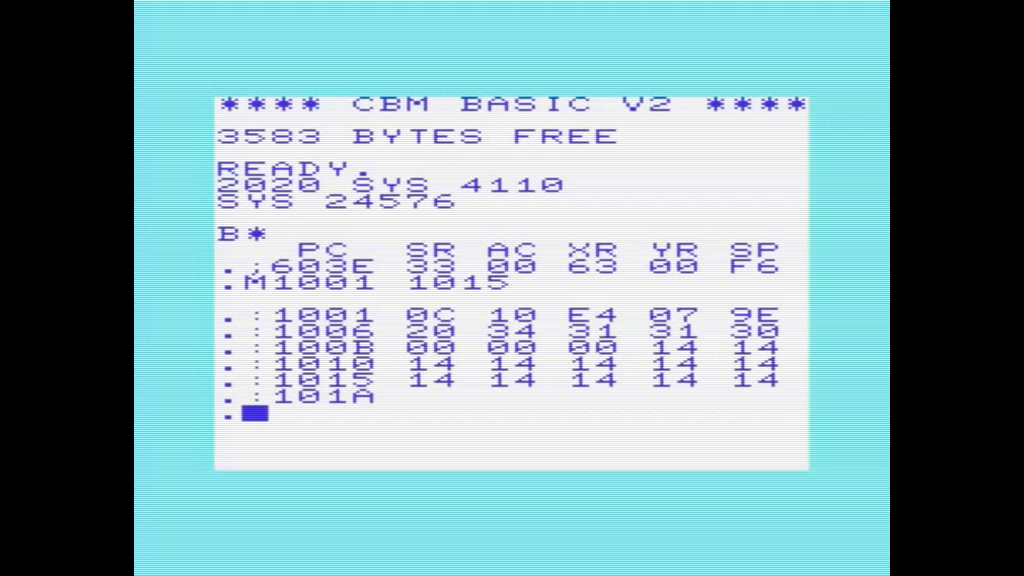 **** CBM BASIC V2 ****
3583 BYTES FREE
READY.
2020 SYS 4110
SYS 24576
B*
PC SR AC XR YR SP
.;603E 33 00 63 00 F6
.M1001 1015
.:1001 0C 10 E4 07 9E
.:1006 20 34 31 31 30
.:100B 00 00 00 14 14
.:1010 14 14 14 14 14
.:1015 14 14 14 14 14
.:101A
.